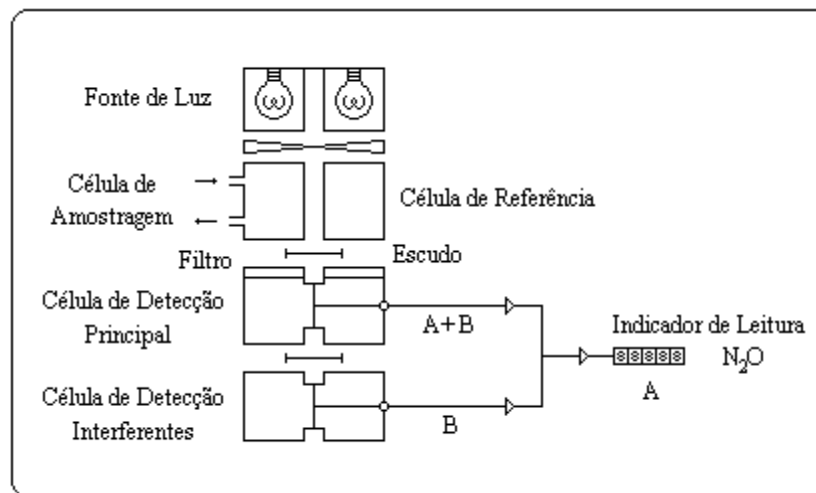 Fonte de Luz
Célula de
Amostragem
Célula de Referência
Filtro
Escudo
Célula de Detecção
Principal
A+B
Indicador de Leitura
N₂O
A
Célula de Detecção
Interferentes
B